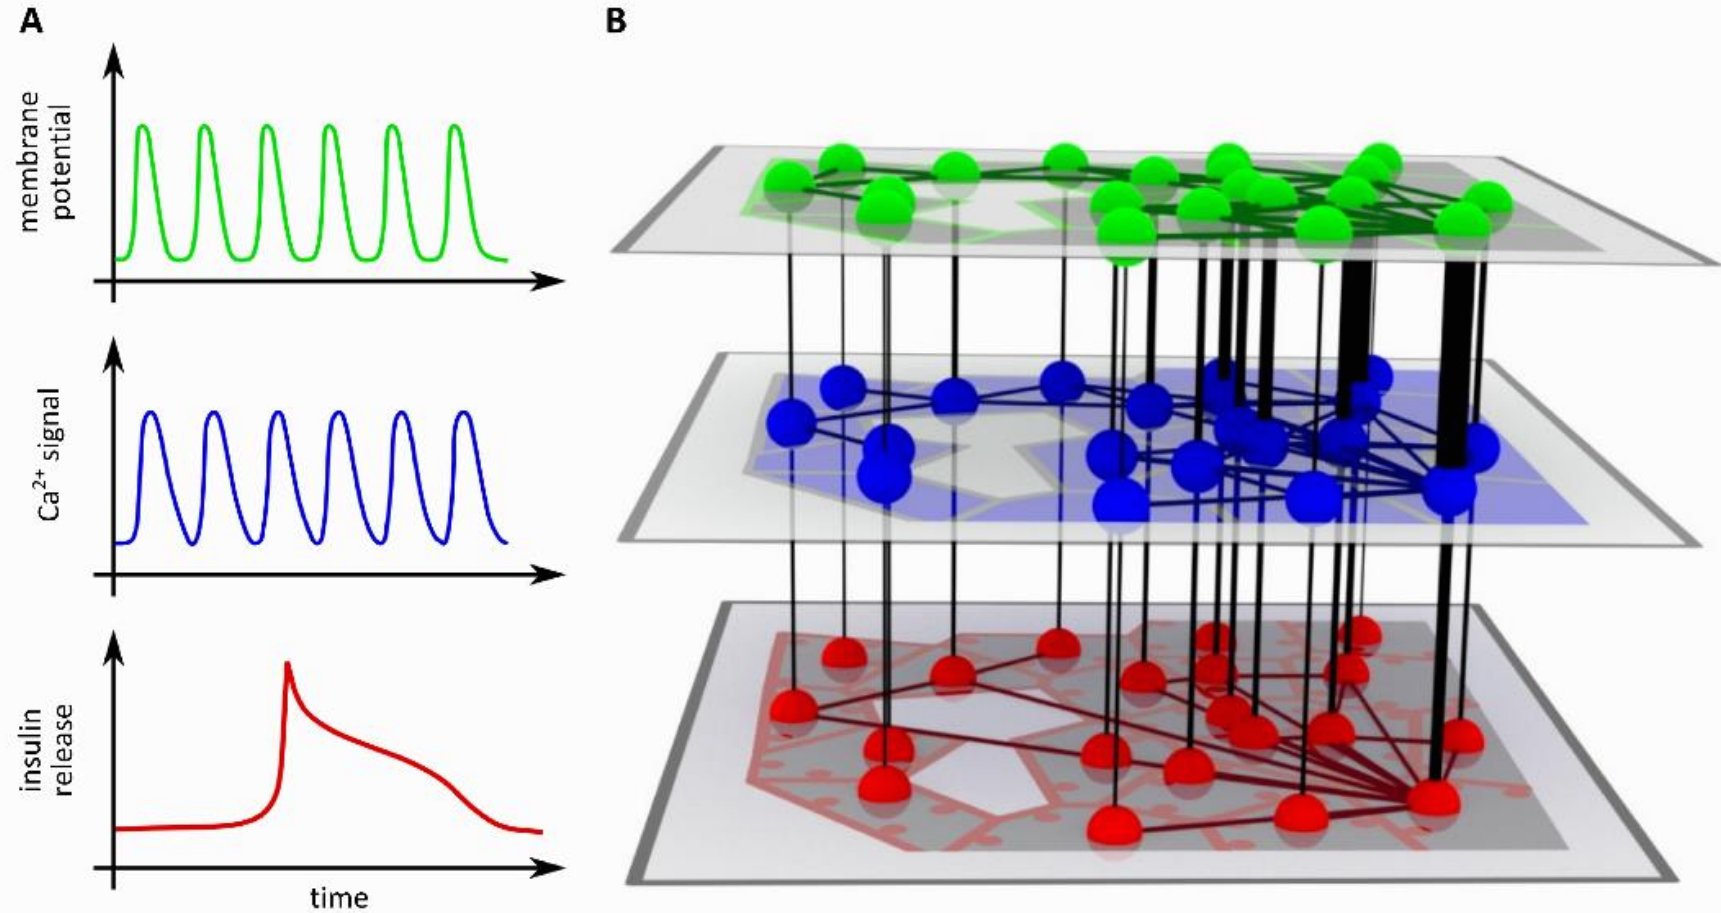 A
B
membrane
potential
Ca²⁺ signal
insulin
release
time